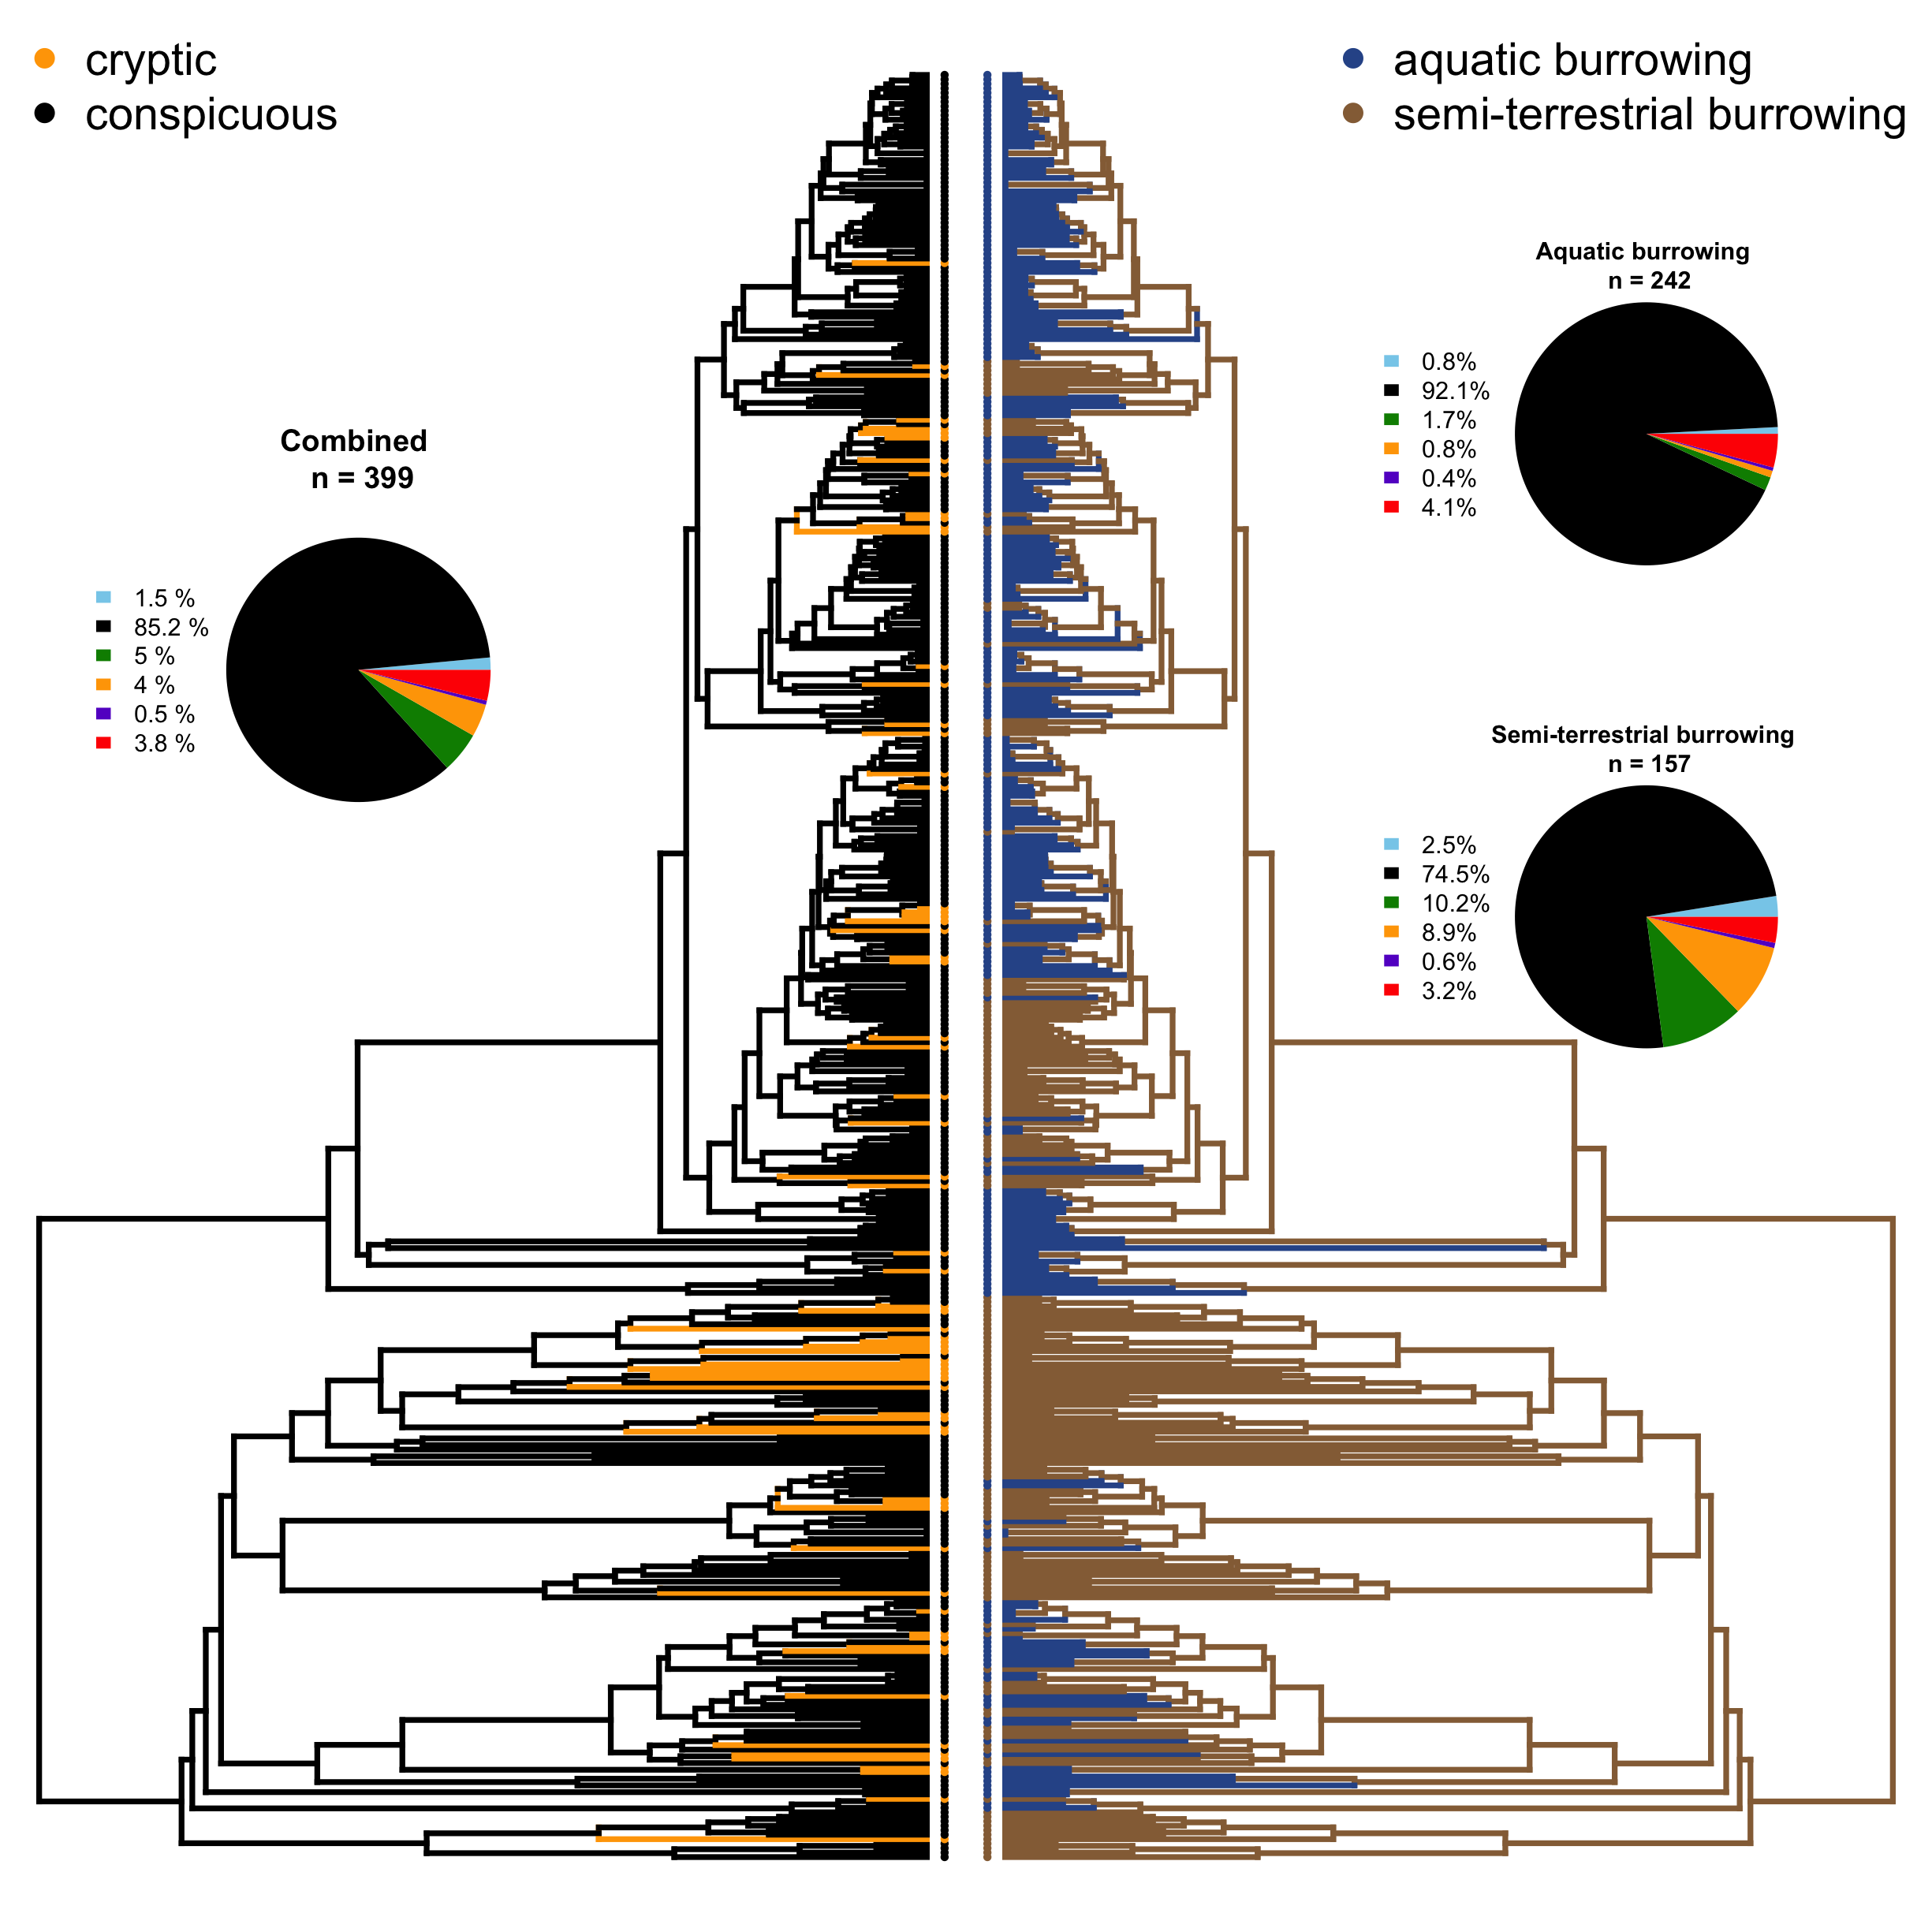 cryptic
conspicuous
aquatic burrowing
semi-terrestrial burrowing
Aquatic burrowing
n = 242
0.8%
92.1%
1.7%
0.8%
0.4%
4.1%
Combined
n = 399
1.5 %
85.2 %
5 %
4 %
0.5 %
3.8 %
Semi-terrestrial burrowing
n = 157
2.5%
74.5%
10.2%
8.9%
0.6%
3.2%